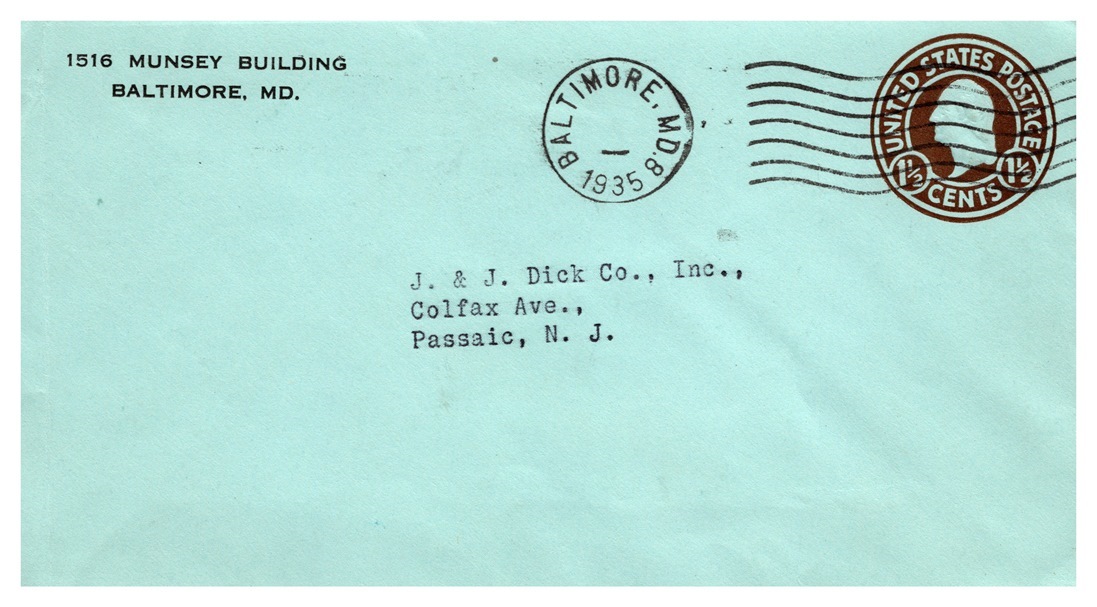 1516 MUNSEY BUILDING
BALTIMORE, MD.
BALTIMORE, MD. 8
1935
UNITED STATES POSTAGE
1½ CENTS 1½
J. & J. Dick Co., Inc.,
Colfax Ave.,
Passaic, N. J.